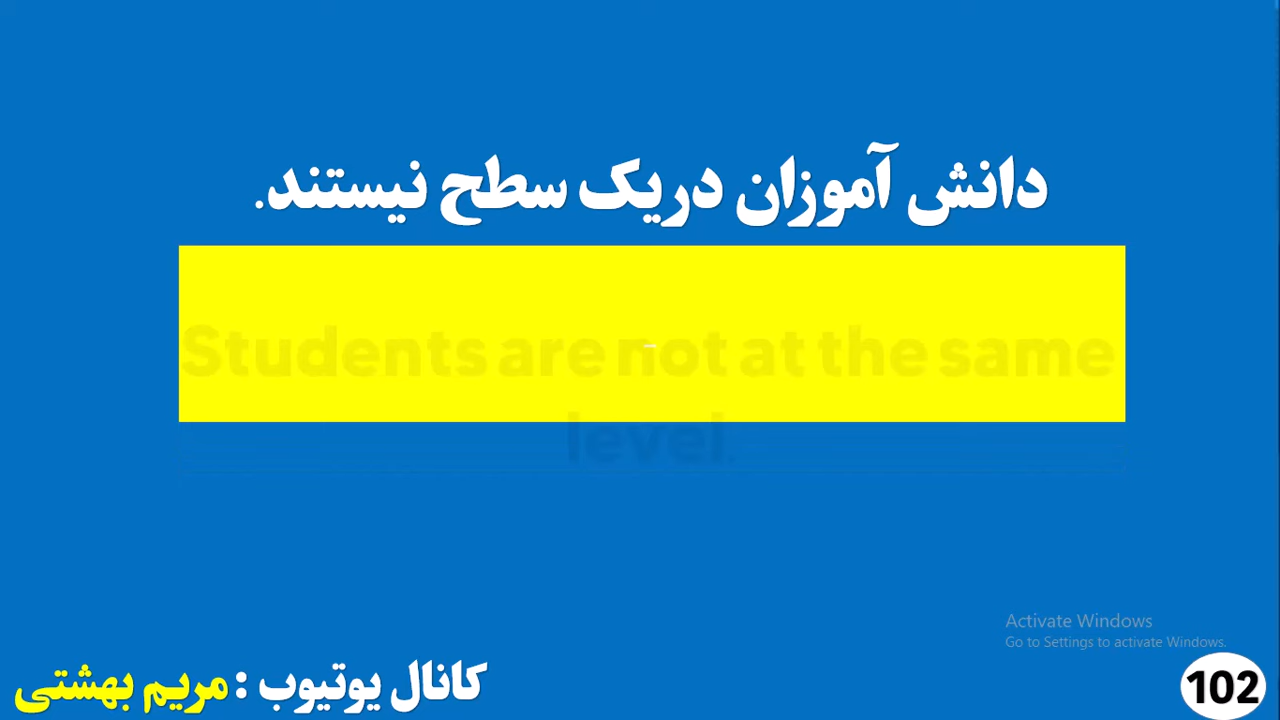 دانش آموزان دریک سطح نیستند.
Students are not at the same
level.
Activate Windows
Go to Settings to activate Windows.
کانال یوتیوب : مریم بهشتی
102